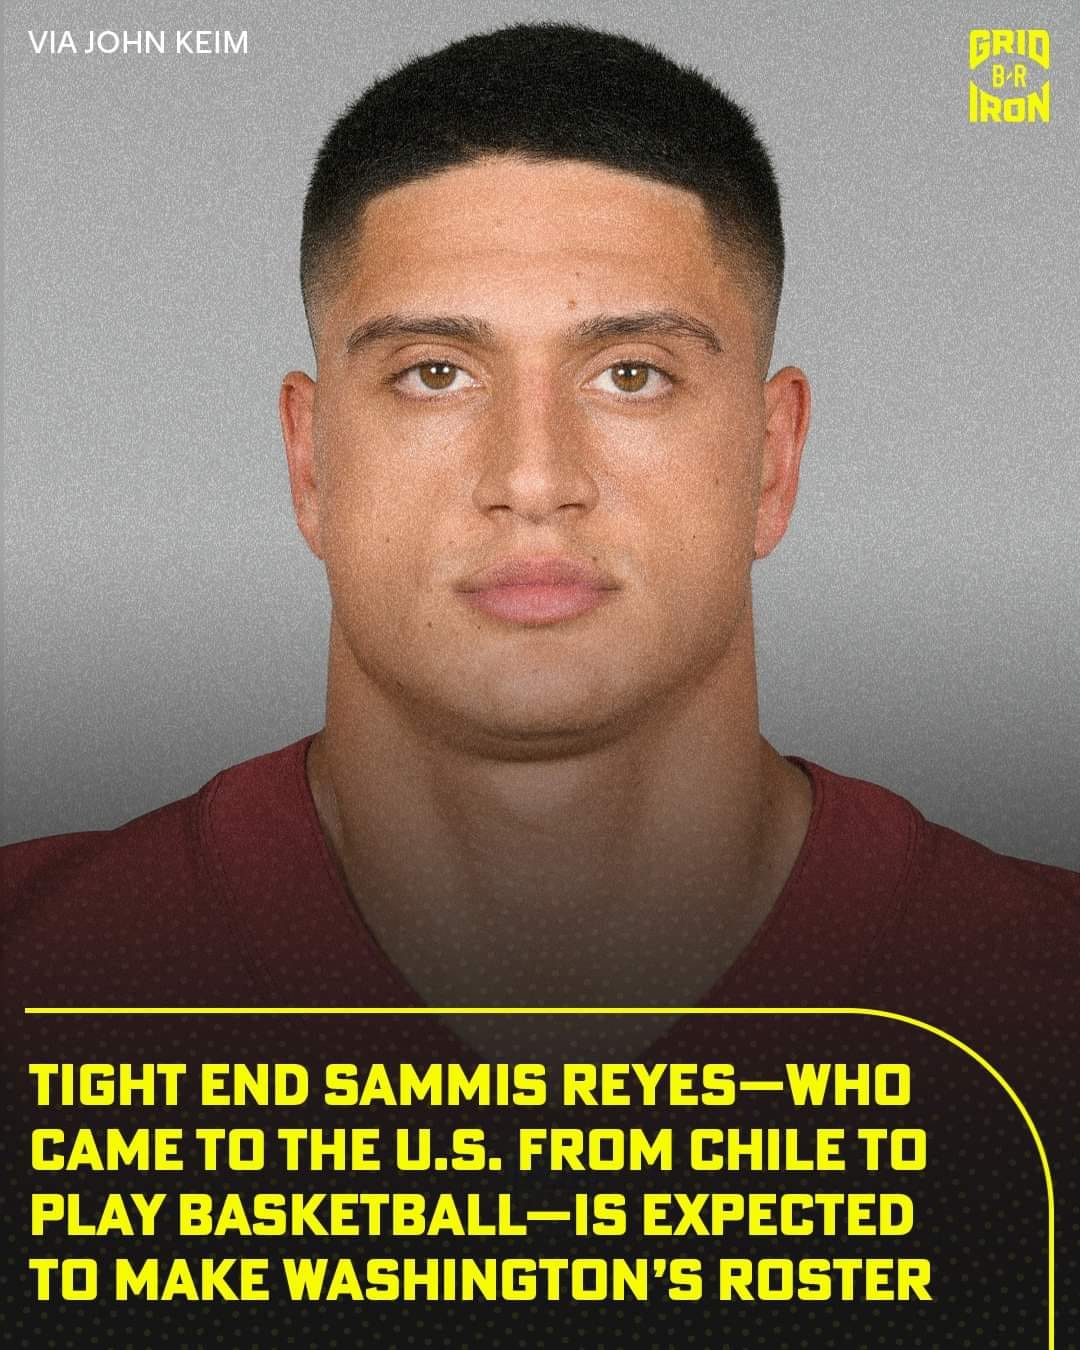 VIA JOHN KEIM
GRID
B/R
IRON
TIGHT END SAMMIS REYES—WHO
CAME TO THE U.S. FROM CHILE TO
PLAY BASKETBALL—IS EXPECTED
TO MAKE WASHINGTON’S ROSTER